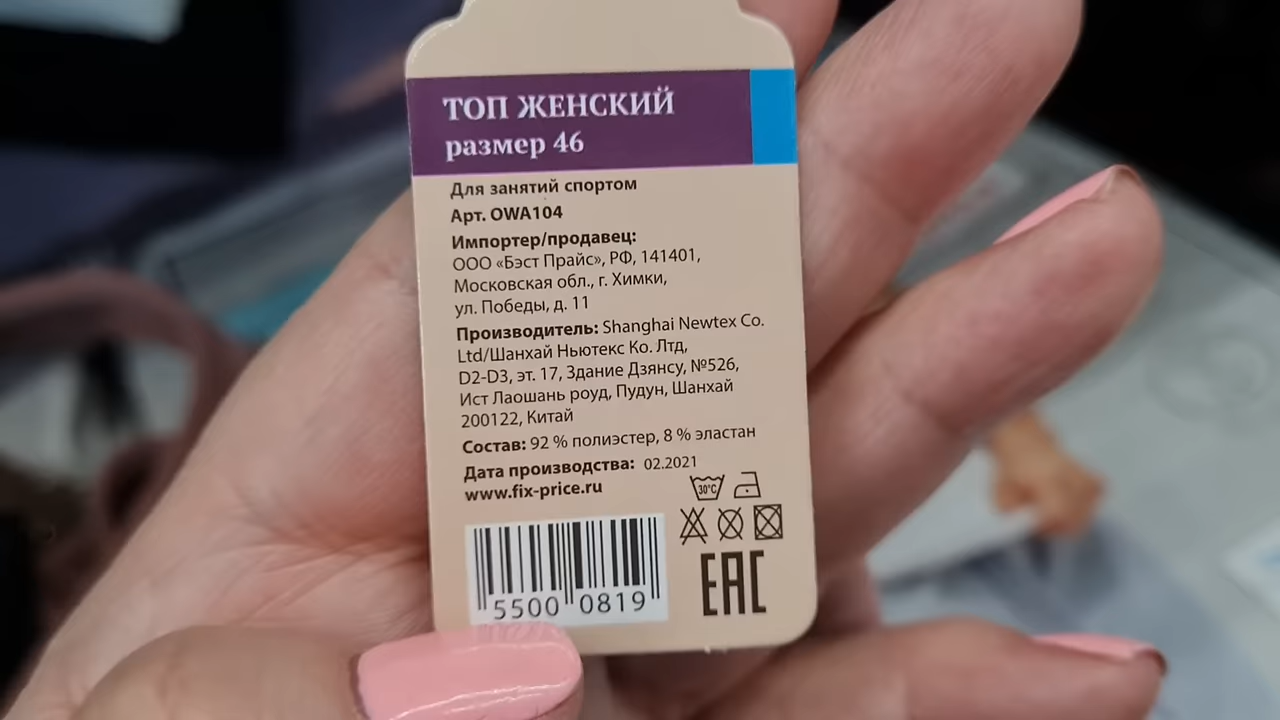 ТОП ЖЕНСКИЙ
размер 46
Для занятий спортом
Арт. OWA104
Импортер/продавец:
ООО «Бэст Прайс», РФ, 141401,
Московская обл., г. Химки,
ул. Победы, д. 11
Производитель: Shanghai Newtex Co.
Ltd/Шанхай Ньютекс Ко. Лтд,
D2-D3, эт. 17, Здание Дзянсу, №526,
Ист Лаошань роуд, Пудун, Шанхай
200122, Китай
Состав: 92 % полиэстер, 8 % эластан
Дата производства: 02.2021
www.fix-price.ru
30°C
5500 0819
EAC